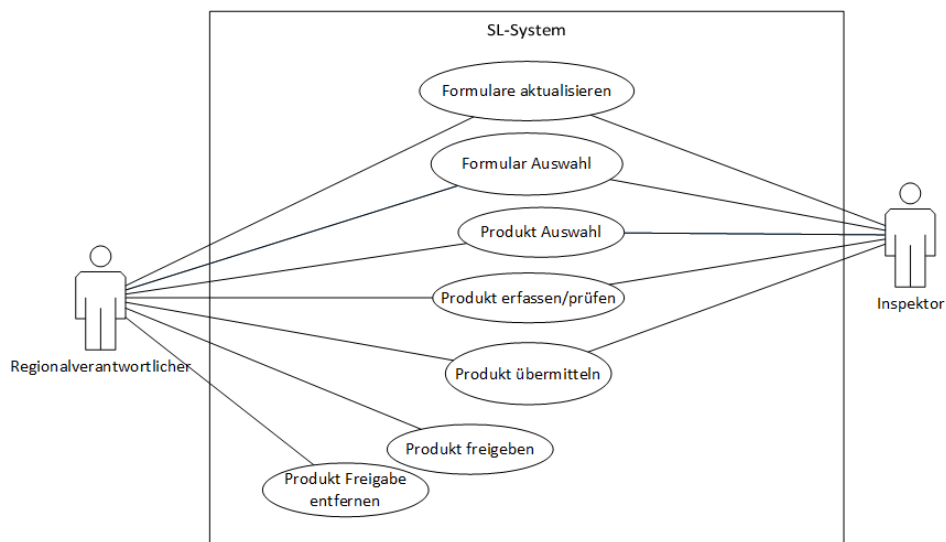 SL-System
Formulare aktualisieren
Formular Auswahl
Produkt Auswahl
Produkt erfassen/prüfen
Inspektor
Regionalverantwortlicher
Produkt übermitteln
Produkt freigeben
Produkt Freigabe
entfernen